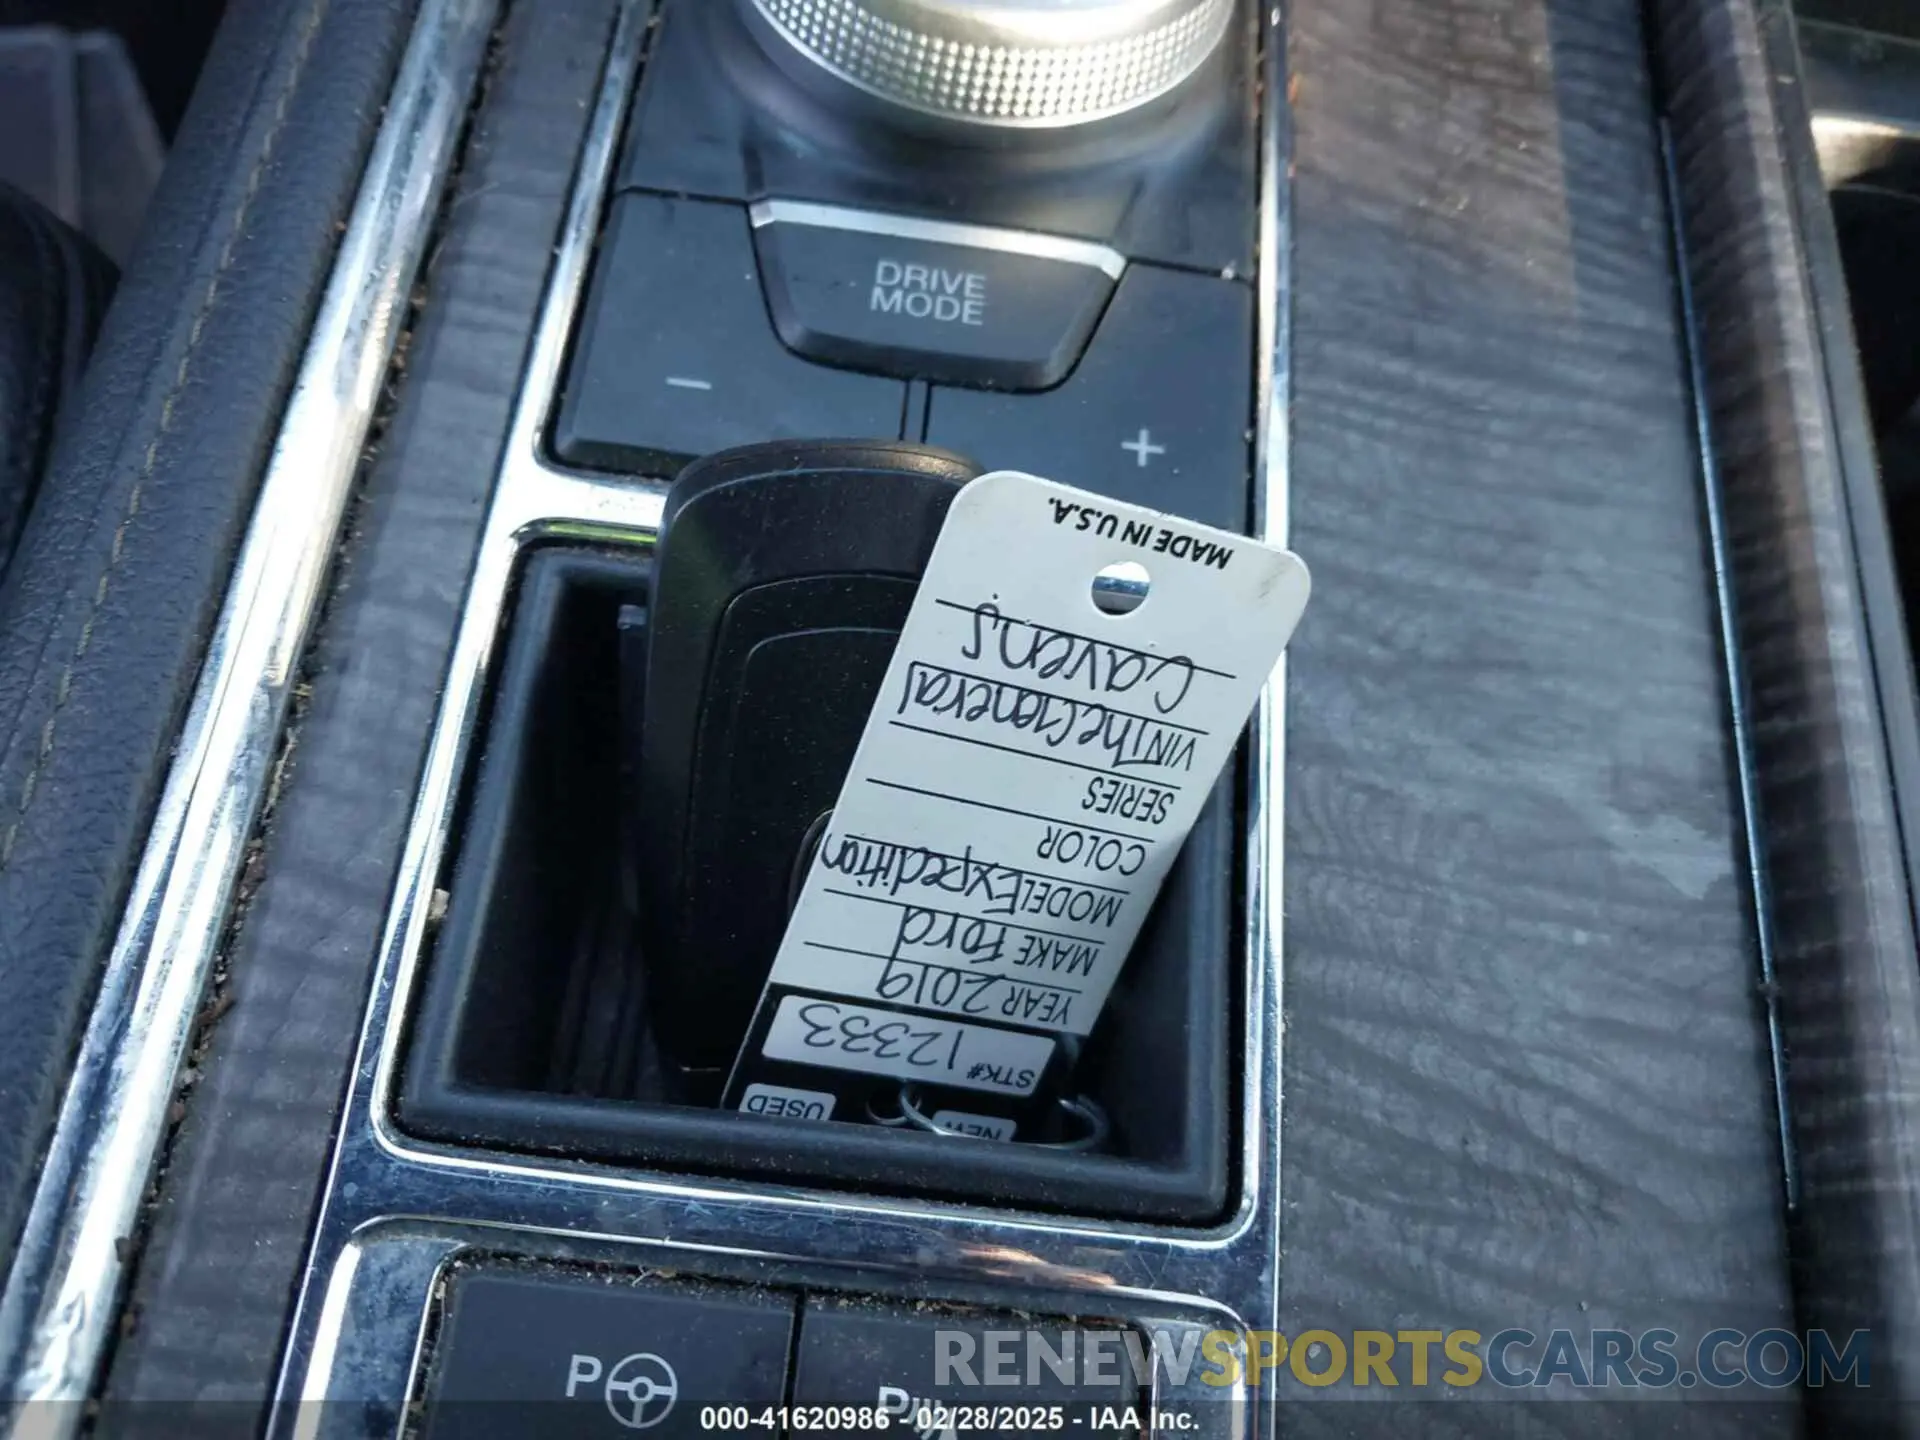 DRIVE
MODE
MADE IN U.S.A.
USED
NEW
STK# 12333
YEAR 2019
MAKE Ford
MODEL Expedition
COLOR
SERIES
VIN The General
Cavens
P
P
RENEWSPORTSCARS.COM
000-41620986 - 02/28/2025 - IAA Inc.